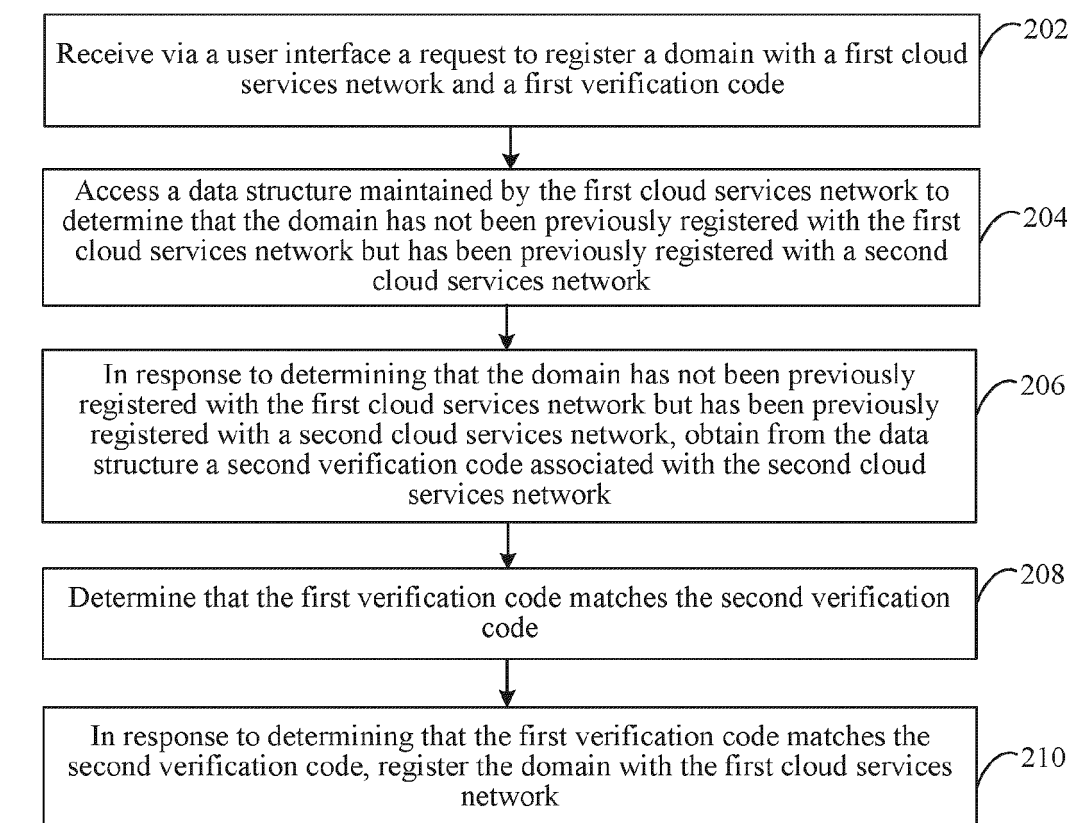 Receive via a user interface a request to register a domain with a first cloud
services network and a first verification code
202
Access a data structure maintained by the first cloud services network to
determine that the domain has not been previously registered with the first
cloud services network but has been previously registered with a second
cloud services network
204
In response to determining that the domain has not been previously
registered with the first cloud services network but has been previously
registered with a second cloud services network, obtain from the data
structure a second verification code associated with the second cloud
services network
206
Determine that the first verification code matches the second verification
code
208
In response to determining that the first verification code matches the
second verification code, register the domain with the first cloud services
network
210